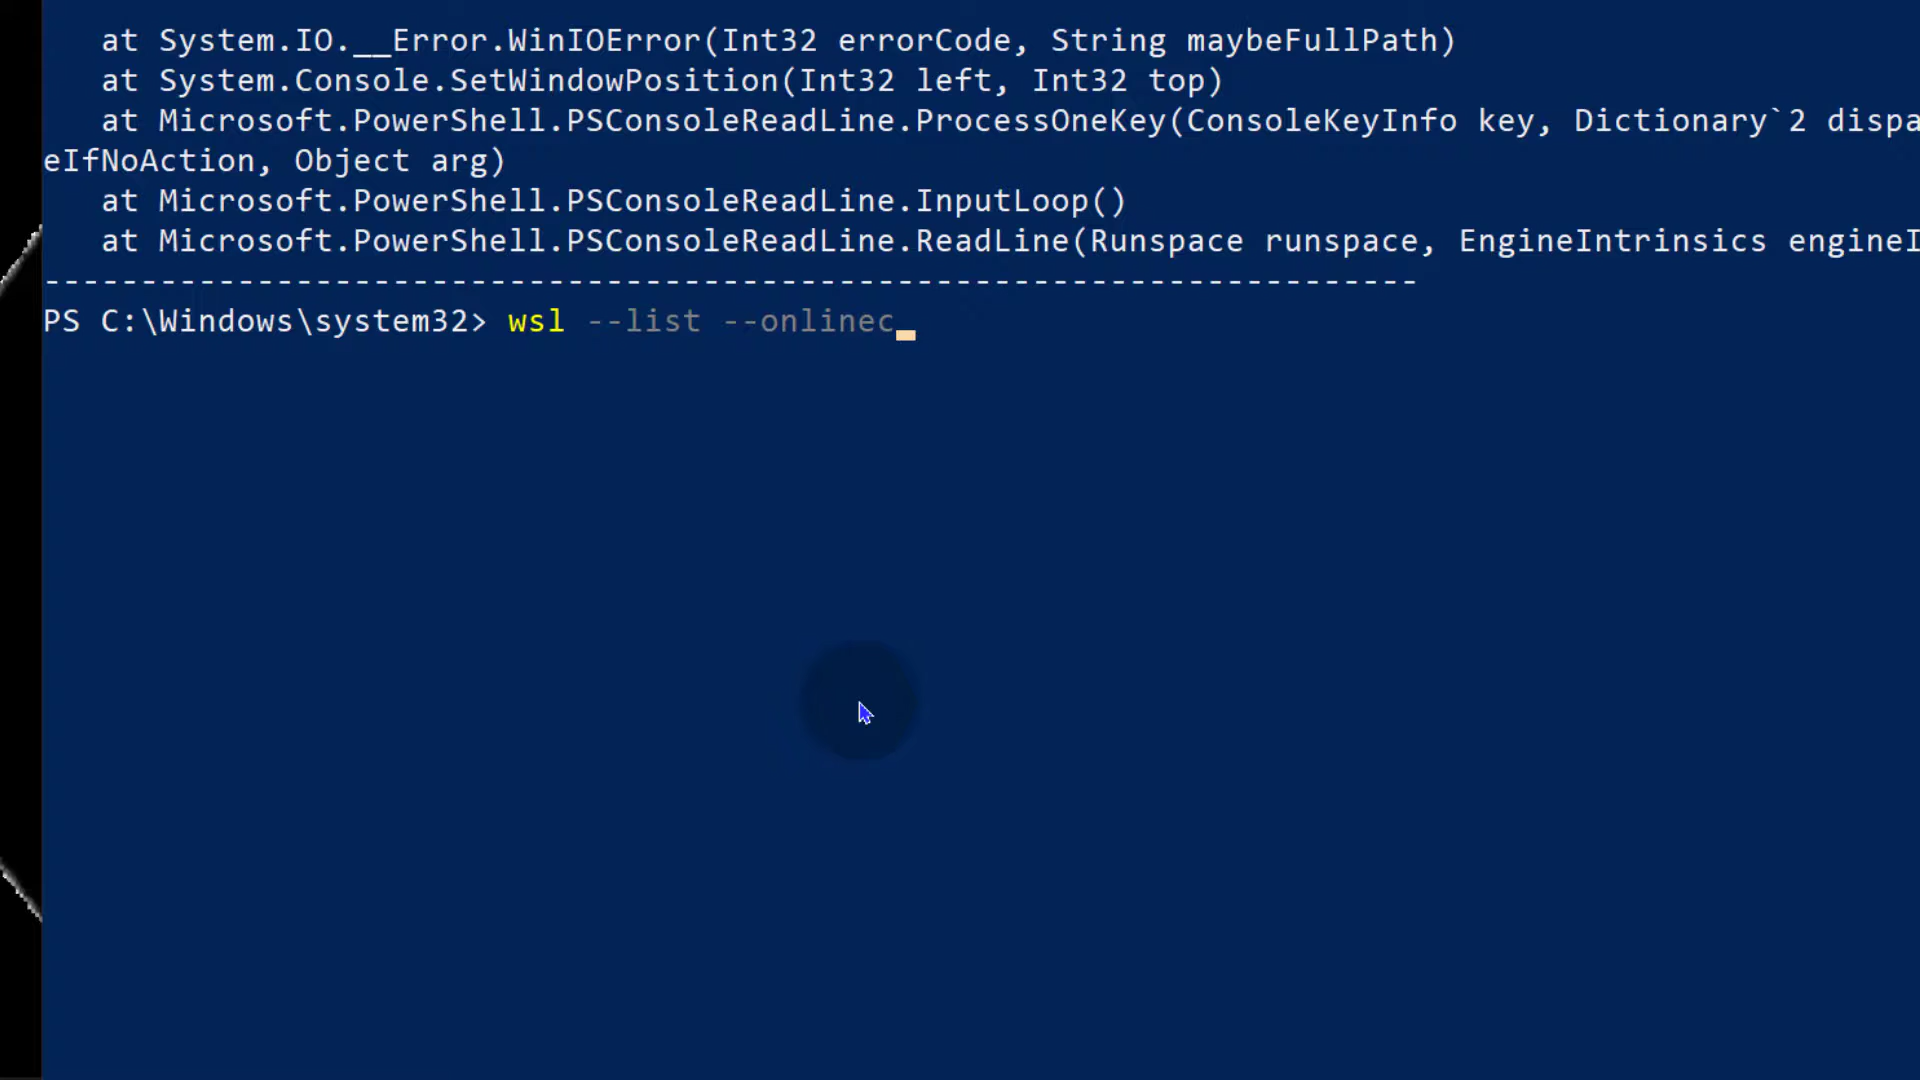 at System.IO.__Error.WinIOError(Int32 errorCode, String maybeFullPath)
at System.Console.SetWindowPosition(Int32 left, Int32 top)
at Microsoft.PowerShell.PSConsoleReadLine.ProcessOneKey(ConsoleKeyInfo key, Dictionary`2 dispa
eIfNoAction, Object arg)
at Microsoft.PowerShell.PSConsoleReadLine.InputLoop()
at Microsoft.PowerShell.PSConsoleReadLine.ReadLine(Runspace runspace, EngineIntrinsics engineI
-----------------------------------------------------------------------
PS C:\Windows\system32> wsl --list --onlinec